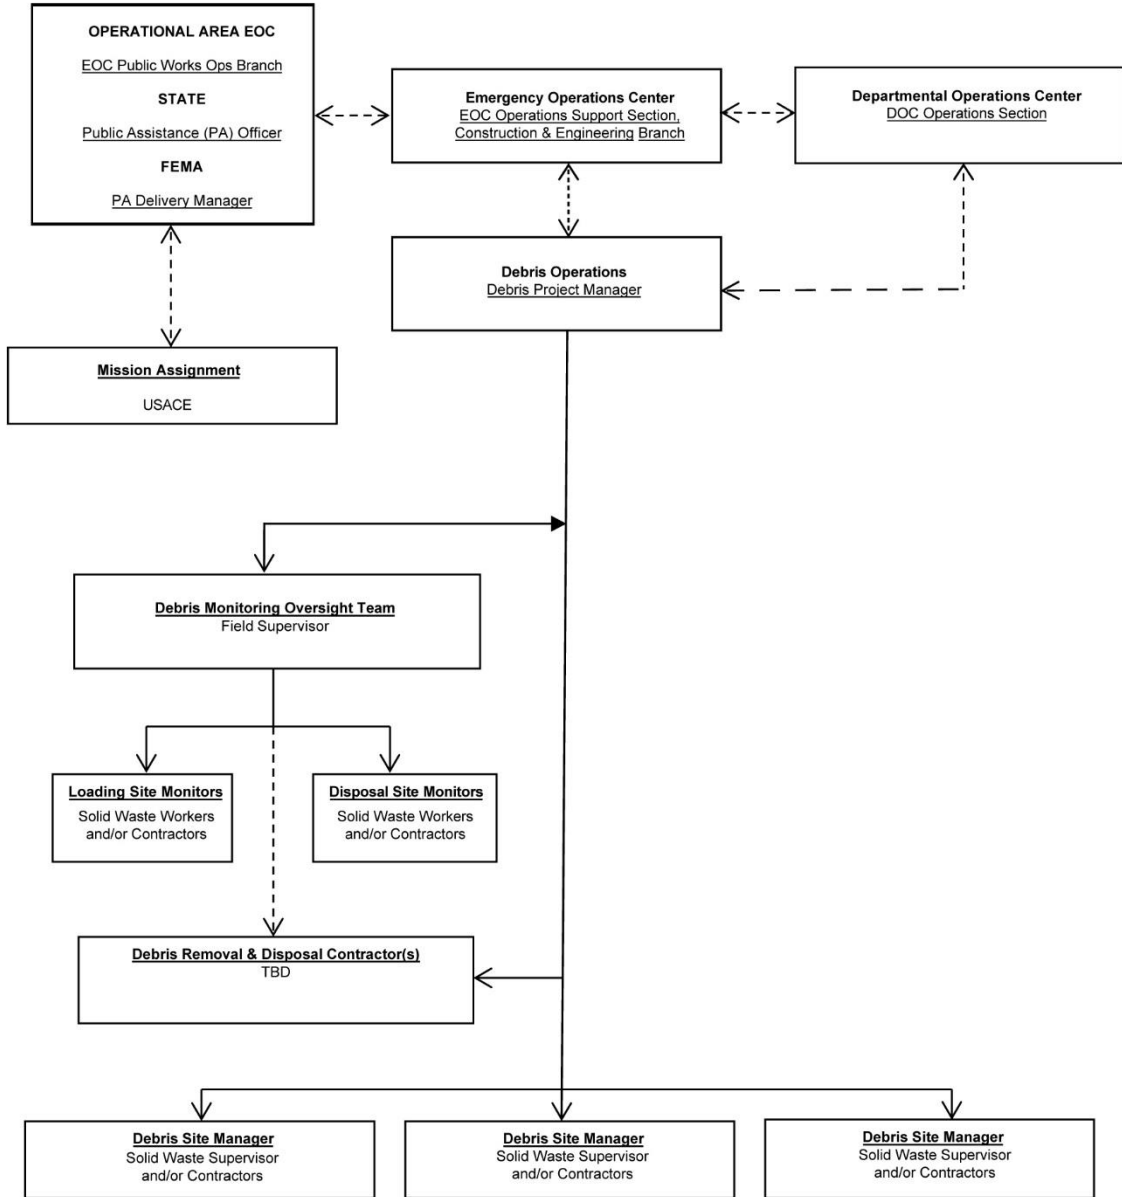 OPERATIONAL AREA EOC
EOC Public Works Ops Branch
STATE
Public Assistance (PA) Officer
FEMA
PA Delivery Manager
Emergency Operations Center
EOC Operations Support Section,
Construction & Engineering Branch
Departmental Operations Center
DOC Operations Section
Debris Operations
Debris Project Manager
Mission Assignment
USACE
Debris Monitoring Oversight Team
Field Supervisor
Loading Site Monitors
Solid Waste Workers
and/or Contractors
Disposal Site Monitors
Solid Waste Workers
and/or Contractors
Debris Removal & Disposal Contractor(s)
TBD
Debris Site Manager
Solid Waste Supervisor
and/or Contractors
Debris Site Manager
Solid Waste Supervisor
and/or Contractors
Debris Site Manager
Solid Waste Supervisor
and/or Contractors